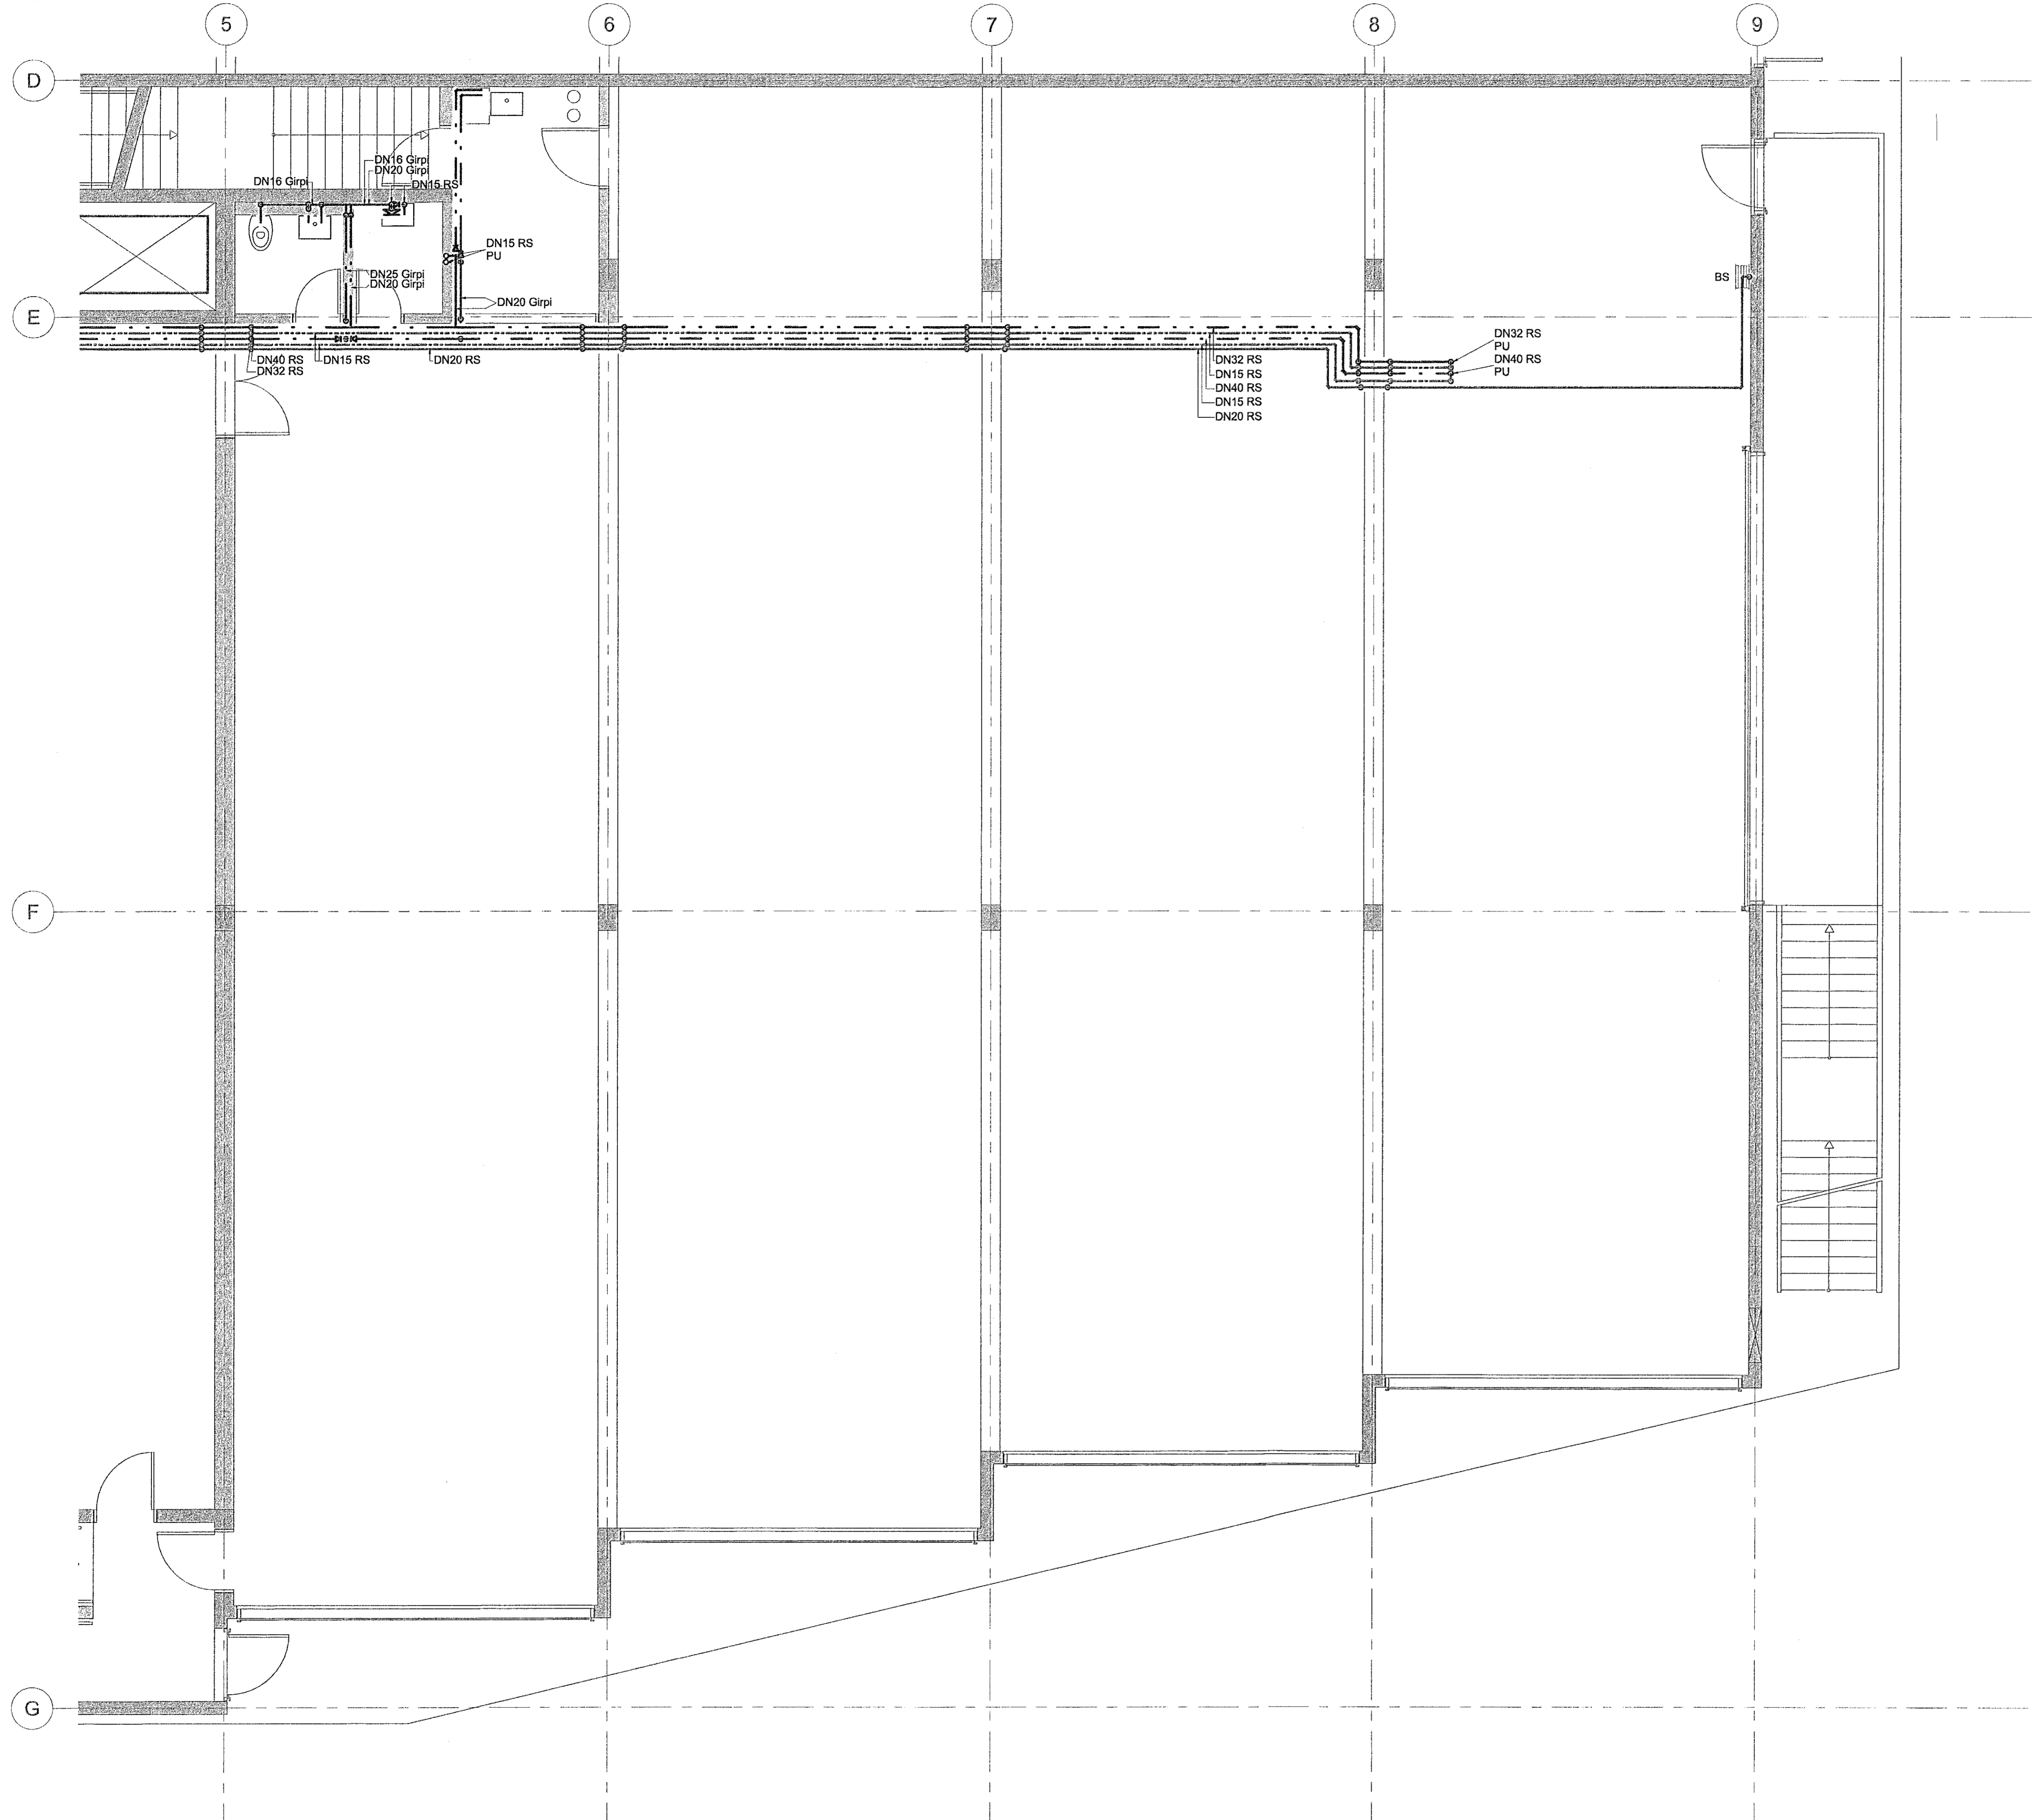 5
6
7
8
9
D
DN16 Girpi
DN20 Girpi
DN16 Girpi
DN15 RS
DN15 RS
PU
DN25 Girpi
DN20 Girpi
DN20 Girpi
BS
E
DN40 RS
DN32 RS
DN15 RS
DN20 RS
DN32 RS
PU
DN40 RS
PU
DN32 RS
DN15 RS
DN40 RS
DN15 RS
DN20 RS
F
G